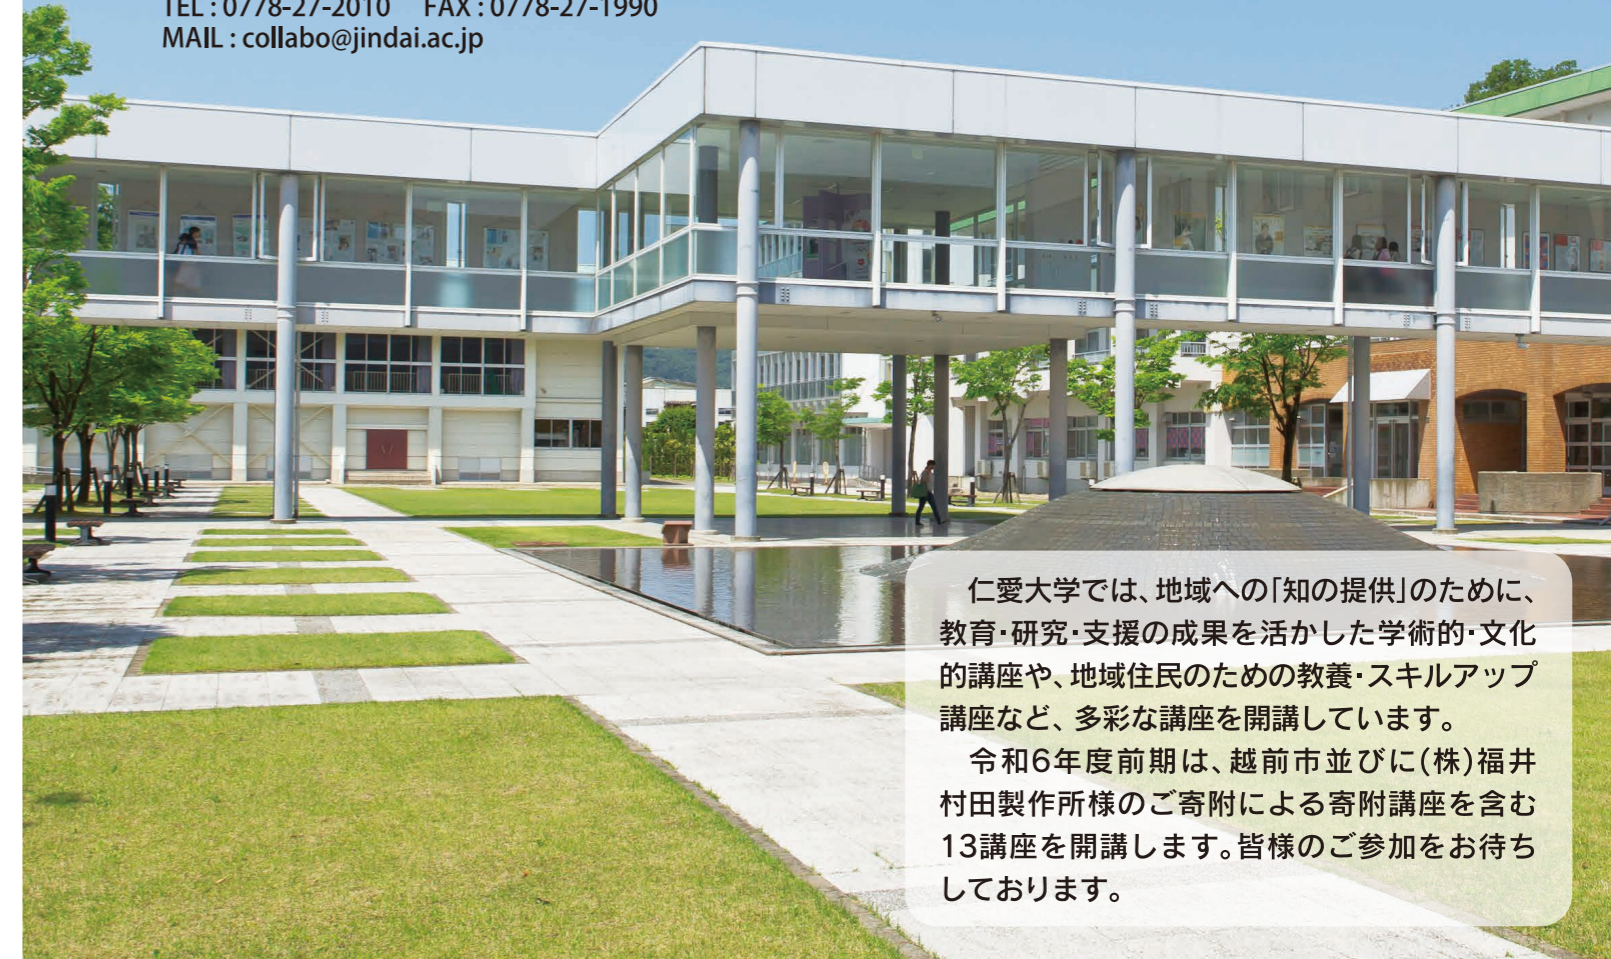 TEL : 0778-27-2010　FAX : 0778-27-1990
MAIL : collabo@jindai.ac.jp
　仁愛大学では、地域への「知の提供」のために、
教育・研究・支援の成果を活かした学術的・文化
的講座や、地域住民のための教養・スキルアップ
講座など、多彩な講座を開講しています。
　令和6年度前期は、越前市並びに(株)福井
村田製作所様のご寄附による寄附講座を含む
13講座を開講します。皆様のご参加をお待ち
しております。